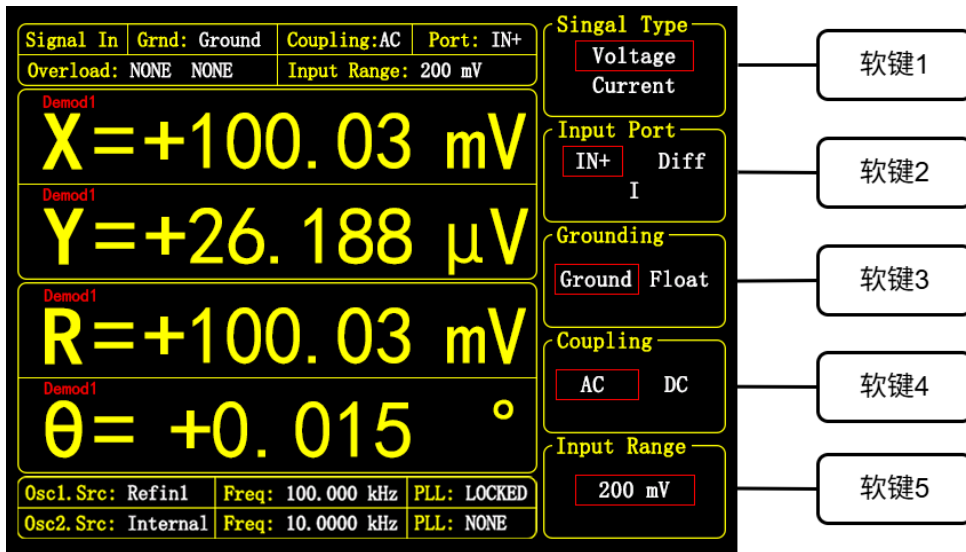 Signal In Grnd: Ground Coupling:AC Port: IN+
Overload: NONE NONE Input Range: 200 mV
Demod1
X=+100.03 mV
Demod1
Y=+26.188 μV
Demod1
R=+100.03 mV
Demod1
θ= +0.015 °
Osc1.Src: Refin1 Freq: 100.000 kHz PLL: LOCKED
Osc2.Src: Internal Freq: 10.0000 kHz PLL: NONE
Singal Type
Voltage
Current
Input Port
IN+ Diff
I
Grounding
Ground Float
Coupling
AC DC
Input Range
200 mV
软键1
软键2
软键3
软键4
软键5